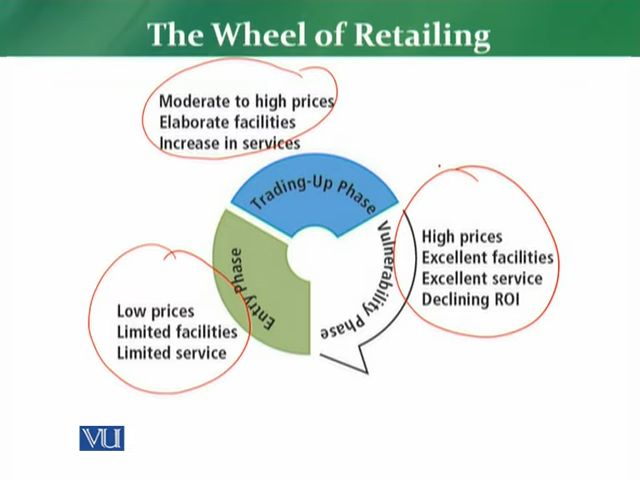 The Wheel of Retailing
Moderate to high prices
Elaborate facilities
Increase in services
Trading-Up Phase
Vulnerability Phase
High prices
Excellent facilities
Excellent service
Declining ROI
Entry Phase
Low prices
Limited facilities
Limited service
VU